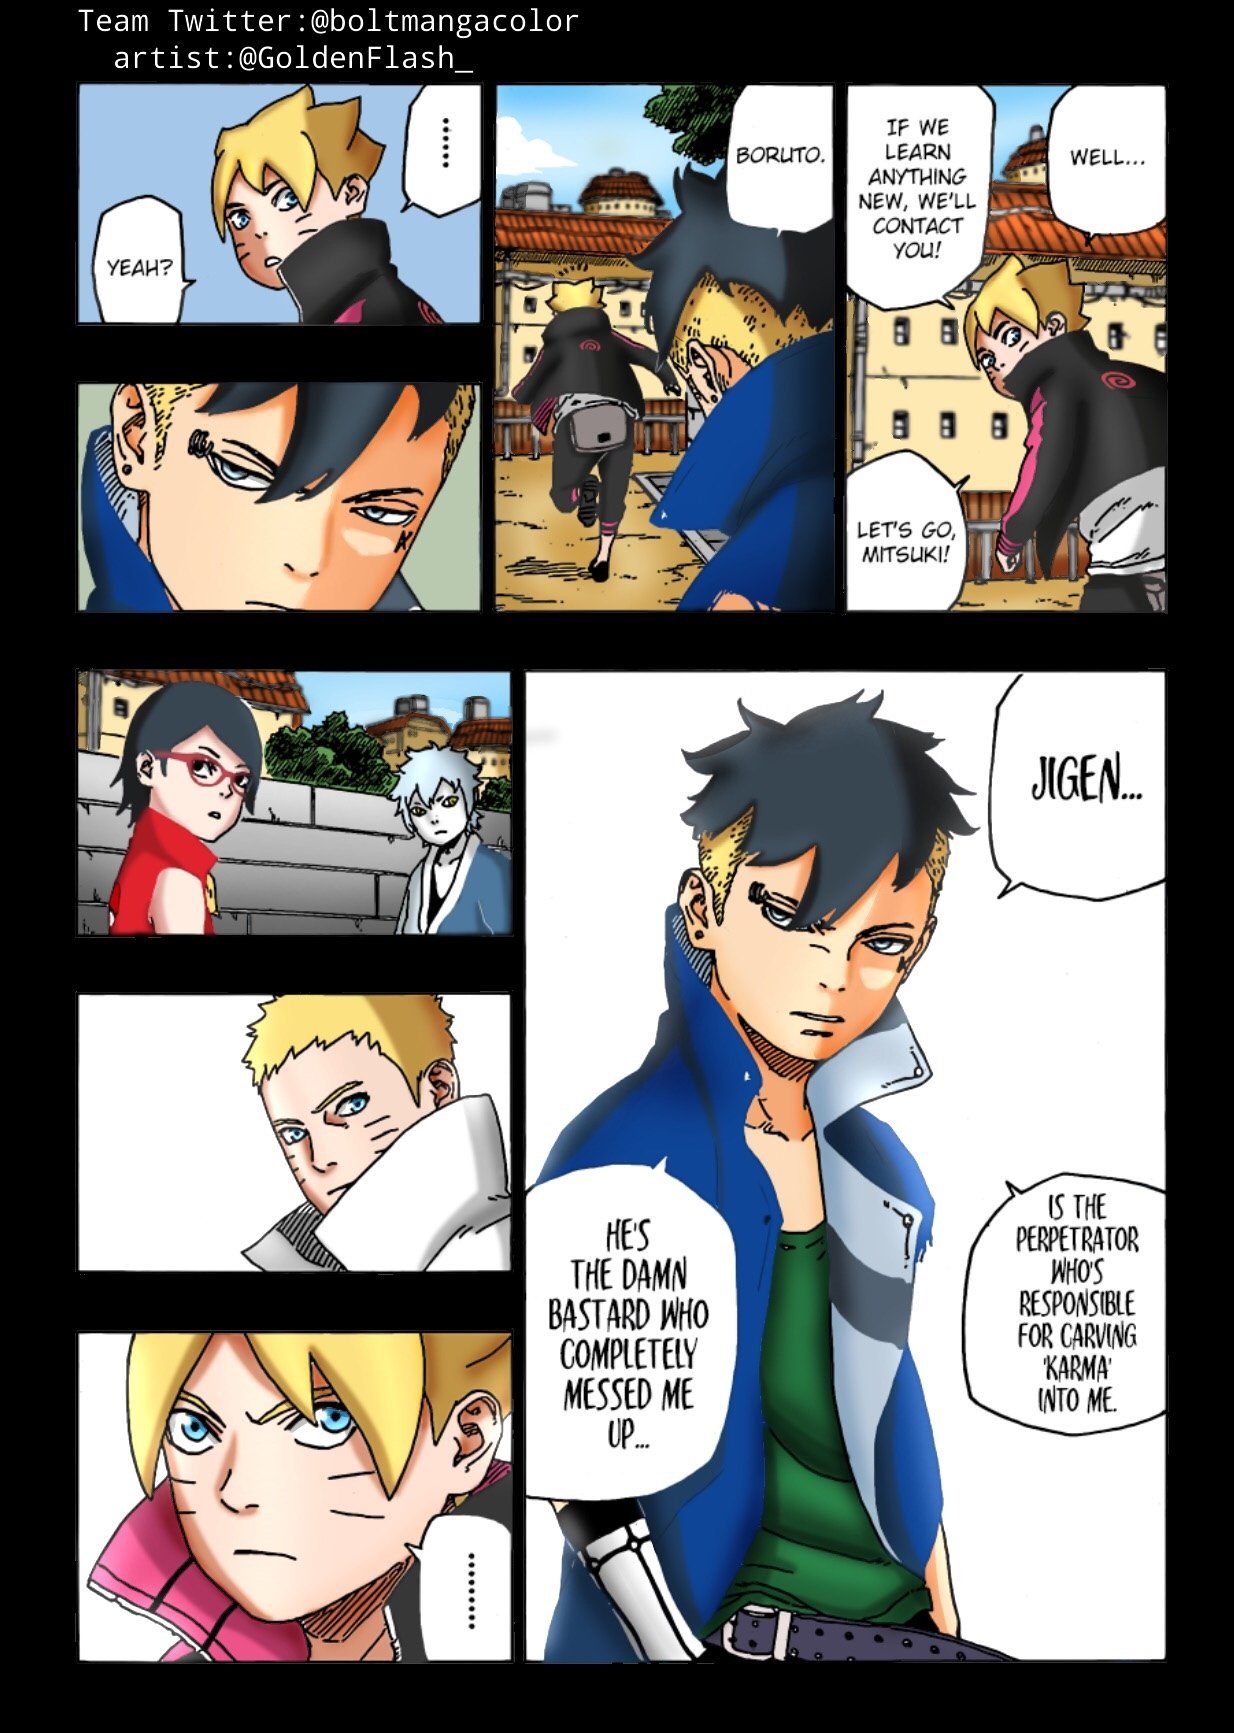 Team Twitter:@boltmangacolor
artist:@GoldenFlash_
WELL...
IF WE
LEARN
ANYTHING
NEW, WE'LL
CONTACT
YOU!
LET'S GO,
MITSUKI!
BORUTO.
.......
YEAH?
K
JIGEN...
IS THE
PERPETRATOR
WHO'S
RESPONSIBLE
FOR CARVING
'KARMA'
INTO ME.
HE'S
THE DAMN
BASTARD WHO
COMPLETELY
MESSED ME
UP...
.........